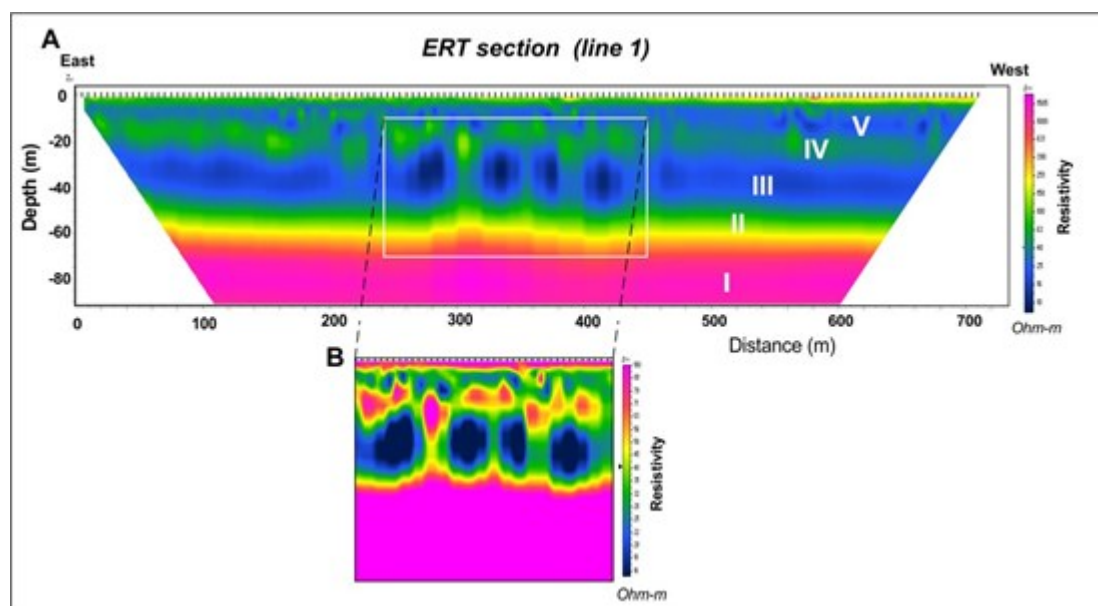 A
ERT section (line 1)
East
West
0
-20
-40
-60
-80
Depth (m)
V
IV
III
II
I
Resistivity
Ohm-m
0
100
200
300
400
500
600
700
Distance (m)
B
Resistivity
Ohm-m